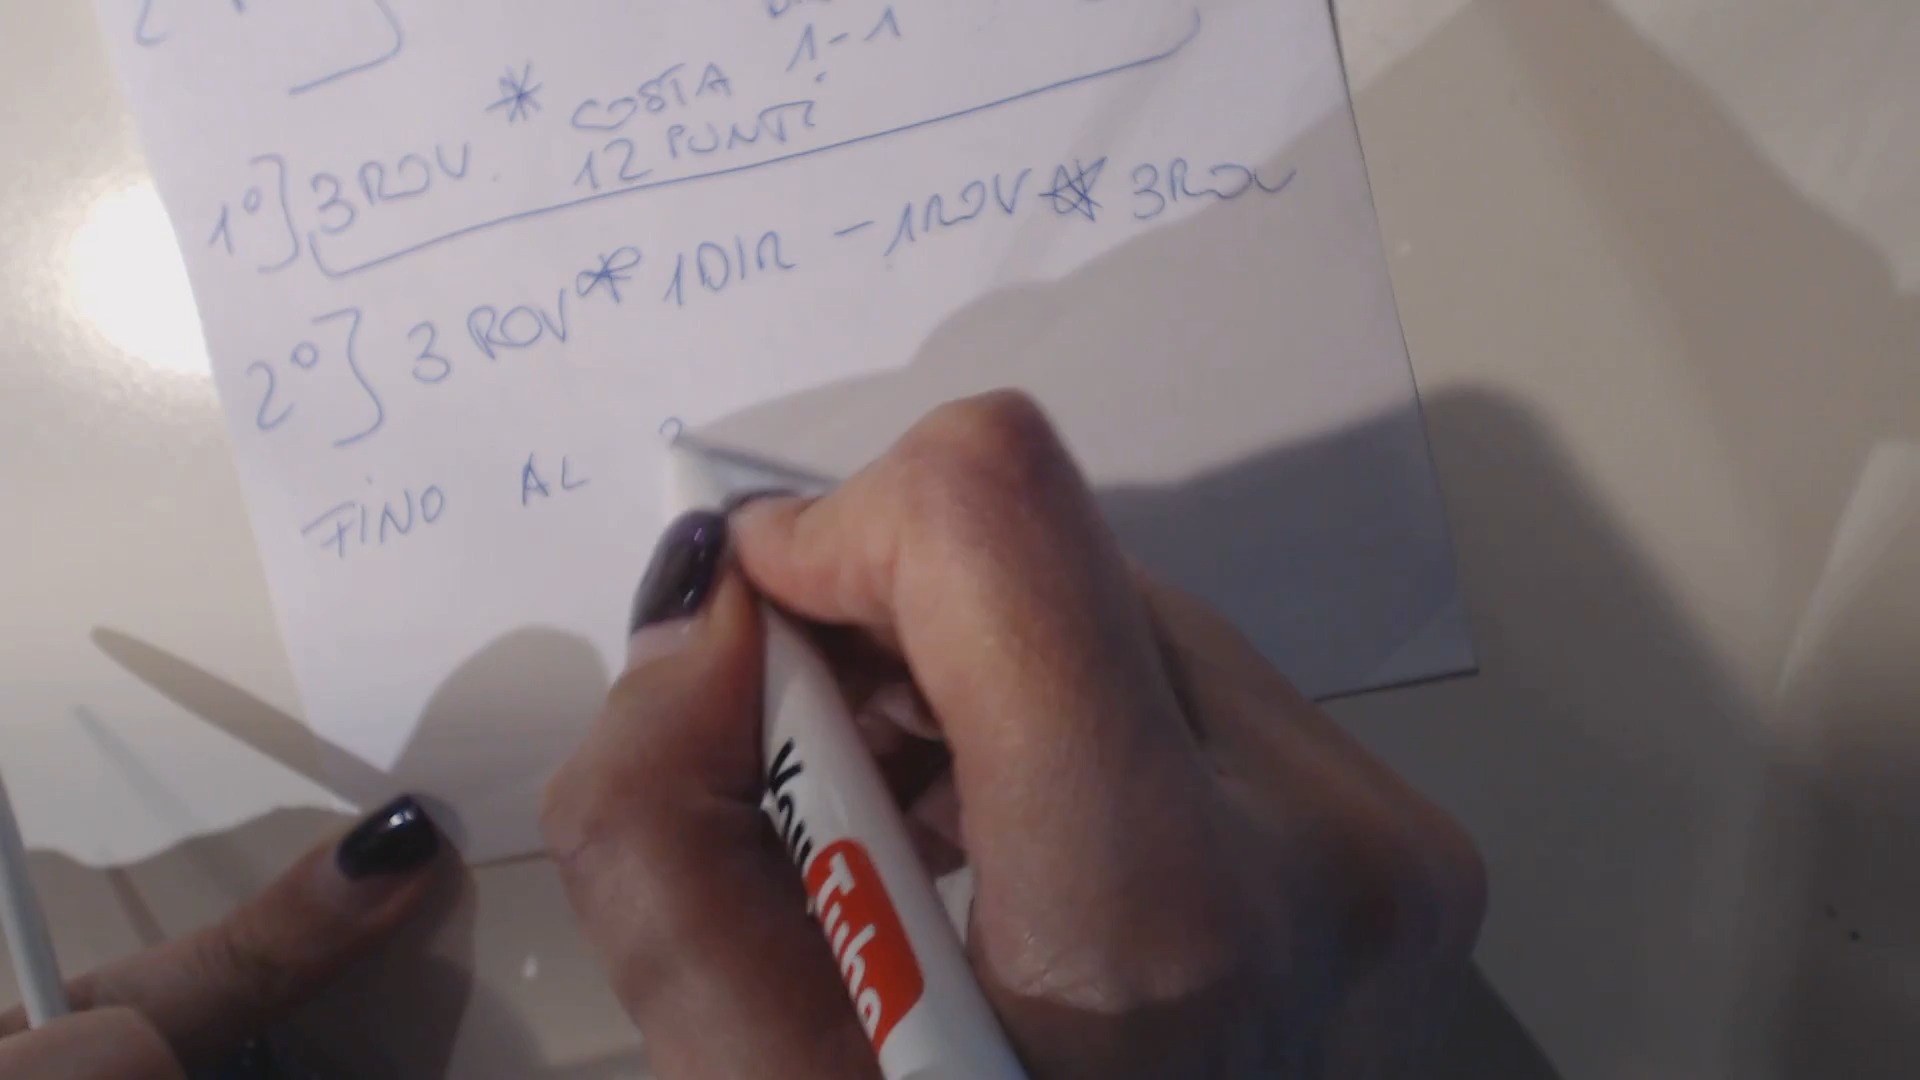 1-1
* COSTA
1°] 3 ROV. 12 PUNTI
2°] 3 ROV * 1 DIR - 1 ROV * 3 ROV
FINO AL
YouTube